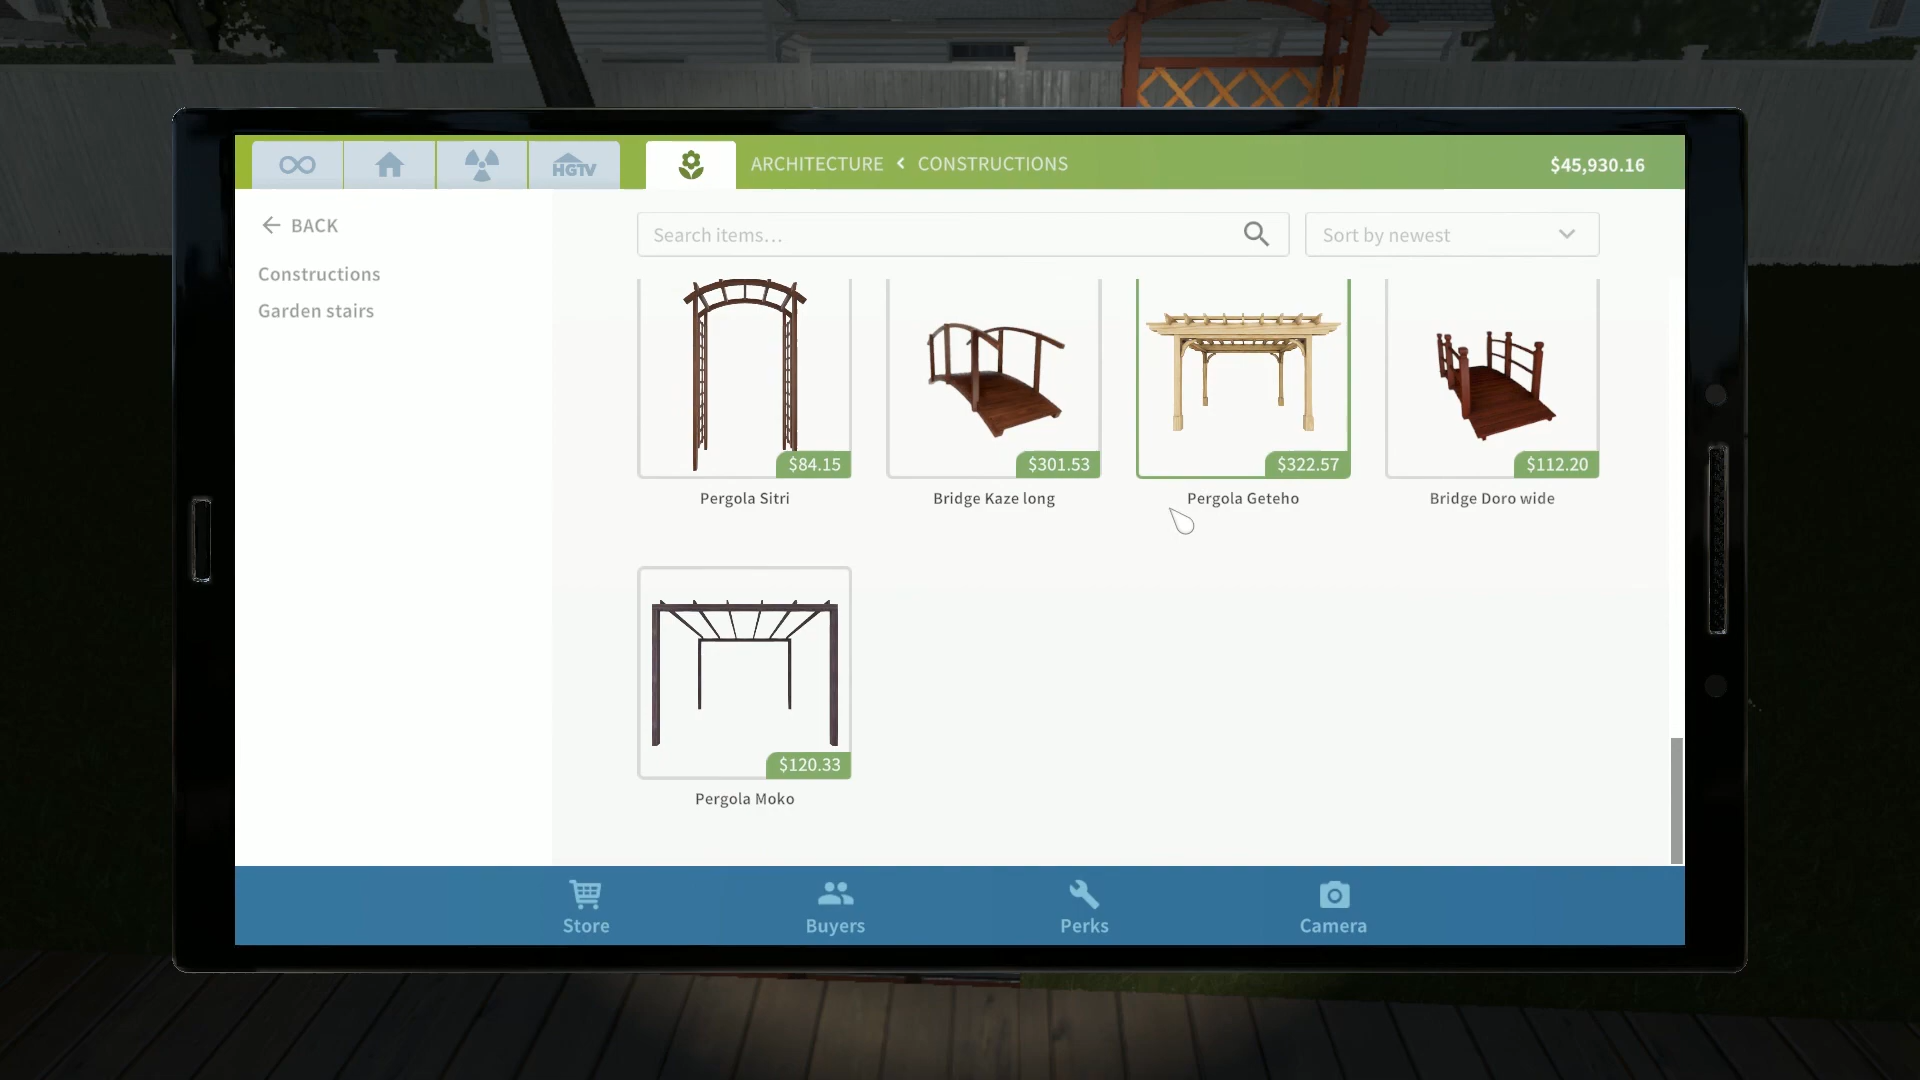 HGTV
ARCHITECTURE < CONSTRUCTIONS
$45,930.16
BACK
Constructions
Garden stairs
Search items...
Sort by newest
$84.15
$301.53
$322.57
$112.20
Pergola Sitri
Bridge Kaze long
Pergola Geteho
Bridge Doro wide
$120.33
Pergola Moko
Store
Buyers
Perks
Camera